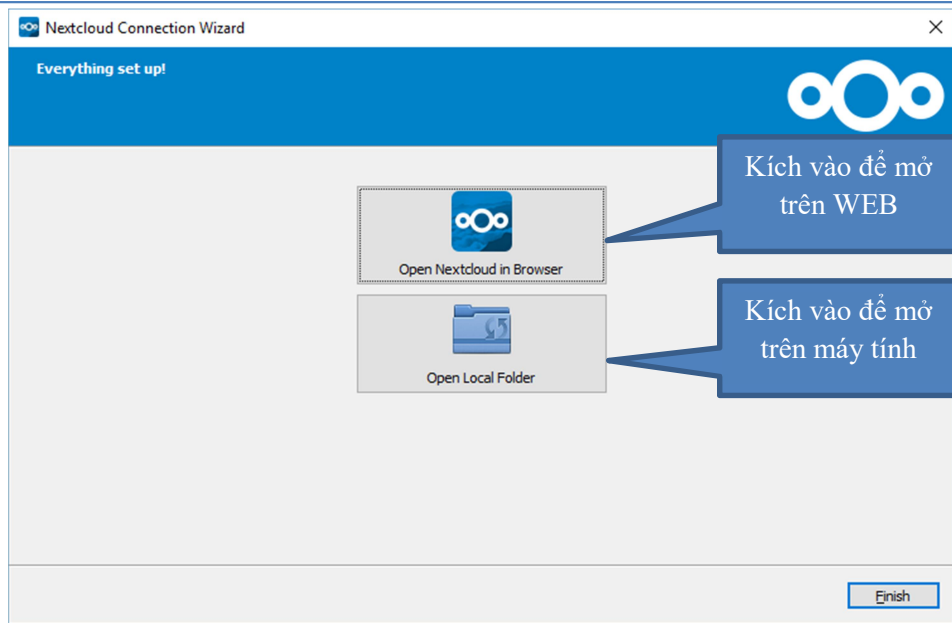 Nextcloud Connection Wizard
Everything set up!
Kích vào để mở
trên WEB
Open Nextcloud in Browser
Kích vào để mở
trên máy tính
Open Local Folder
Finish